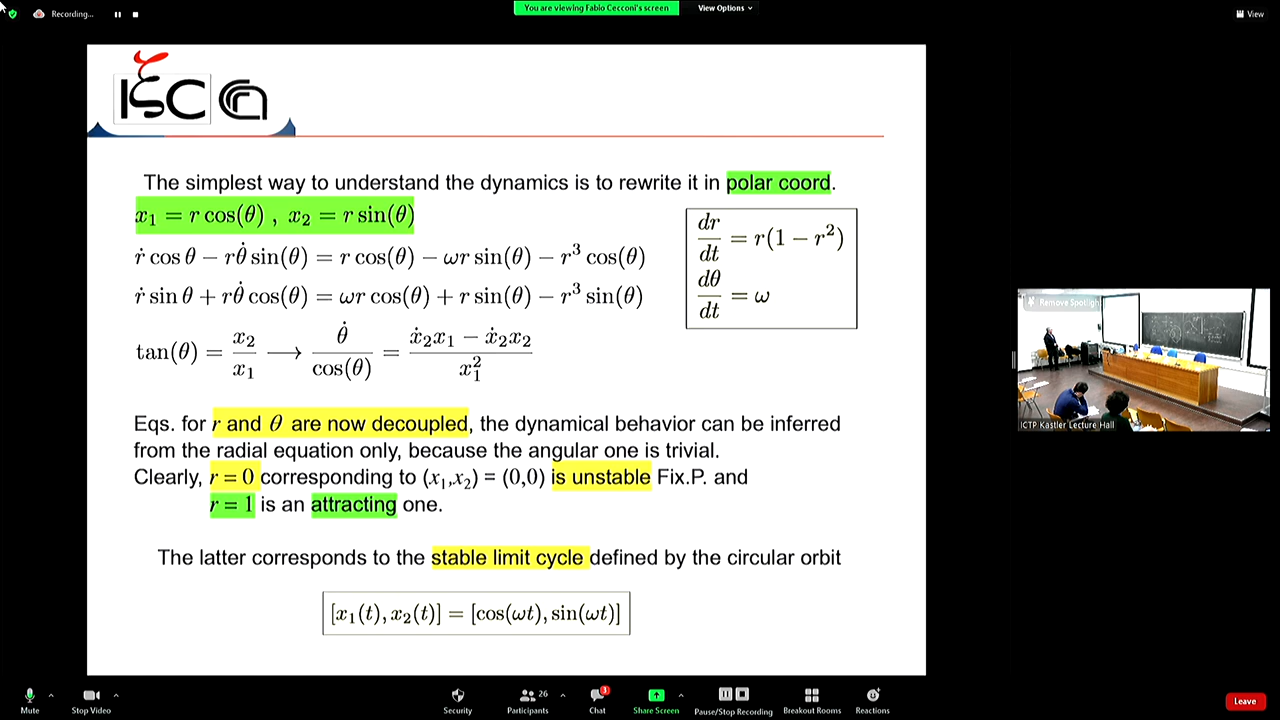 Recording...
You are viewing Fabio Cecconi's screen
View Options
View
ISC
The simplest way to understand the dynamics is to rewrite it in polar coord.
x₁ = r cos(θ) , x₂ = r sin(θ)
ṙ cos θ − rθ̇ sin(θ) = r cos(θ) − ωr sin(θ) − r³ cos(θ)
ṙ sin θ + rθ̇ cos(θ) = ωr cos(θ) + r sin(θ) − r³ sin(θ)
tan(θ) = x₂/x₁ ⟶ θ̇/cos(θ) = (ẋ₂x₁ − ẋ₂x₂)/x₁²
dr/dt = r(1 − r²)
dθ/dt = ω
Eqs. for r and θ are now decoupled, the dynamical behavior can be inferred
from the radial equation only, because the angular one is trivial.
Clearly, r = 0 corresponding to (x₁,x₂) = (0,0) is unstable Fix.P. and
r = 1 is an attracting one.
The latter corresponds to the stable limit cycle defined by the circular orbit
[x₁(t), x₂(t)] = [cos(ωt), sin(ωt)]
Remove Spotlight
ICTP Kastler Lecture Hall
Mute
Stop Video
Security
26
Participants
3
Chat
Share Screen
Pause/Stop Recording
Breakout Rooms
Reactions
Leave